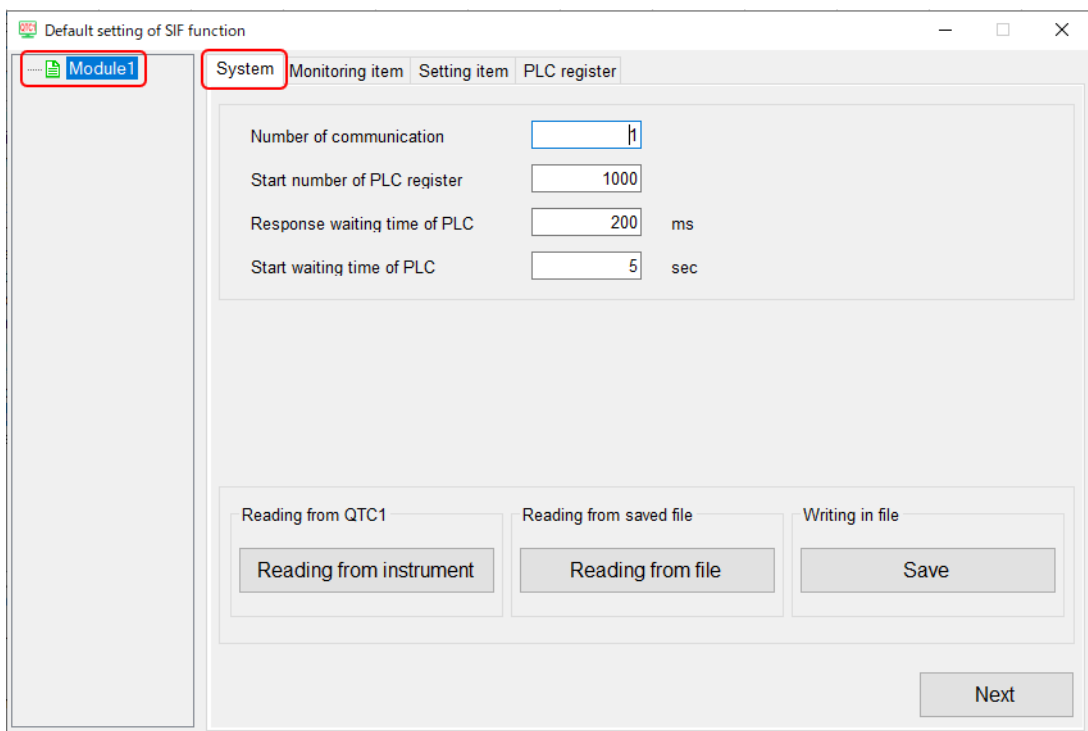 QTC1 Default setting of SIF function
Module1
System Monitoring item Setting item PLC register
Number of communication 1
Start number of PLC register 1000
Response waiting time of PLC 200 ms
Start waiting time of PLC 5 sec
Reading from QTC1 Reading from saved file Writing in file
Reading from instrument Reading from file Save
Next